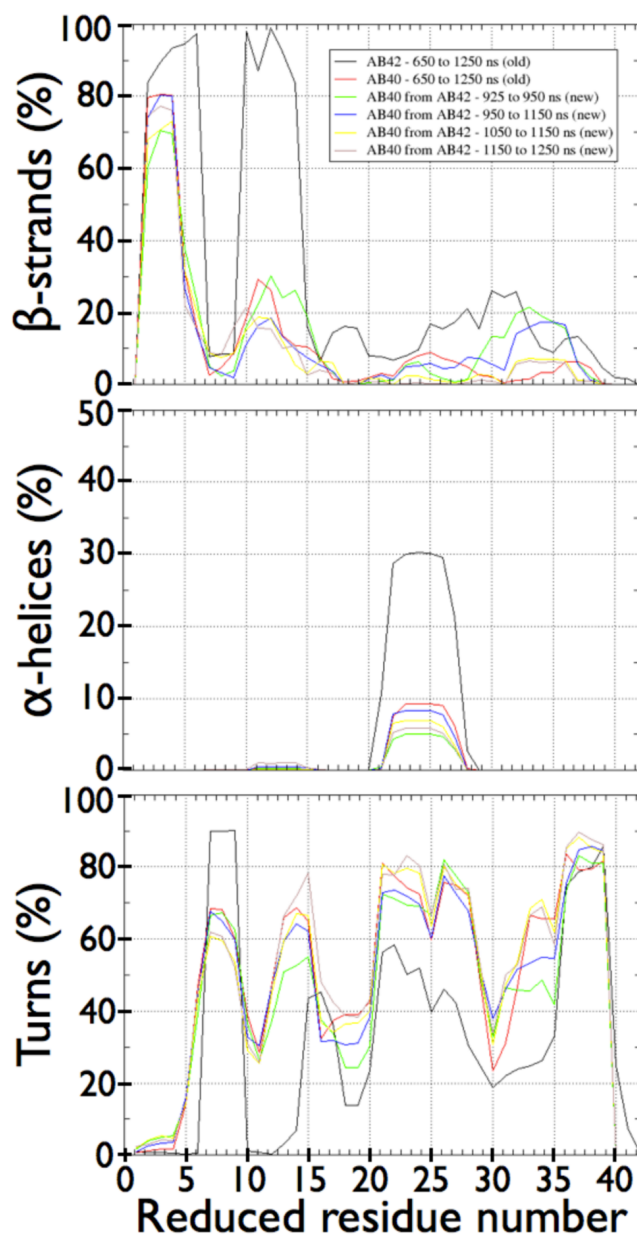 100
80
60
40
20
0
β-strands (%)
AB42 - 650 to 1250 ns (old)
AB40 - 650 to 1250 ns (old)
AB40 from AB42 - 925 to 950 ns (new)
AB40 from AB42 - 950 to 1150 ns (new)
AB40 from AB42 - 1050 to 1150 ns (new)
AB40 from AB42 - 1150 to 1250 ns (new)
50
40
30
20
10
0
α-helices (%)
100
80
60
40
20
0
Turns (%)
0 5 10 15 20 25 30 35 40
Reduced residue number